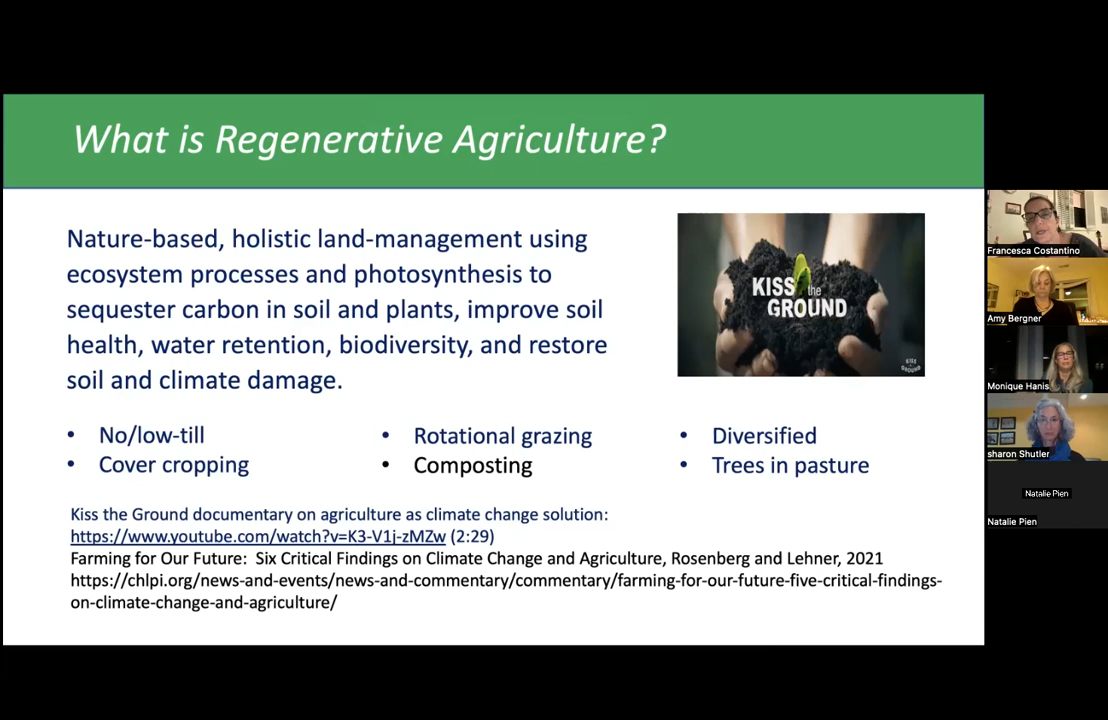 What is Regenerative Agriculture?
Nature-based, holistic land-management using
ecosystem processes and photosynthesis to
sequester carbon in soil and plants, improve soil
health, water retention, biodiversity, and restore
soil and climate damage.
KISS the
GROUND
KISS
the
GROUND
• No/low-till
• Cover cropping
• Rotational grazing
• Composting
• Diversified
• Trees in pasture
Kiss the Ground documentary on agriculture as climate change solution:
https://www.youtube.com/watch?v=K3-V1j-zMZw (2:29)
Farming for Our Future:  Six Critical Findings on Climate Change and Agriculture, Rosenberg and Lehner, 2021
https://chlpi.org/news-and-events/news-and-commentary/commentary/farming-for-our-future-five-critical-findings-
on-climate-change-and-agriculture/
Francesca Costantino
Amy Bergner
Monique Hanis
sharon Shutler
Natalie Pien
Natalie Pien